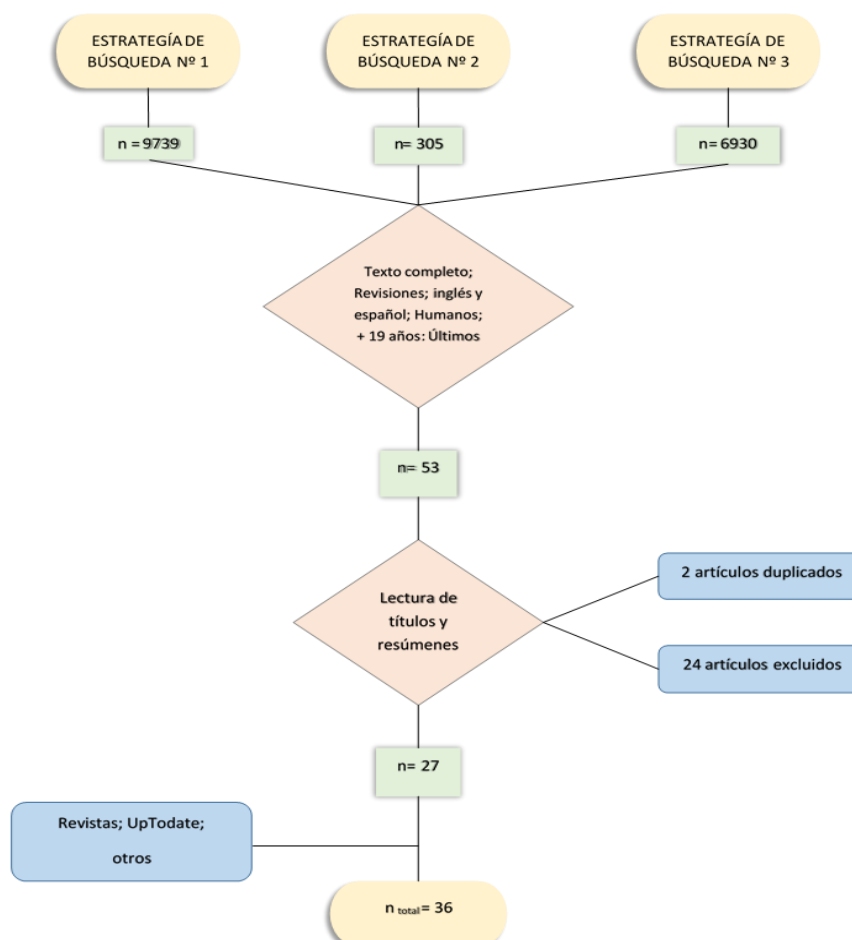 ESTRATEGÍA DE
BÚSQUEDA Nº 1
ESTRATEGÍA DE
BÚSQUEDA Nº 2
ESTRATEGÍA DE
BÚSQUEDA Nº 3
n = 9739
n= 305
n= 6930
Texto completo;
Revisiones; inglés y
español; Humanos;
+ 19 años: Últimos
n= 53
Lectura de
títulos y
resúmenes
2 artículos duplicados
24 artículos excluidos
n= 27
Revistas; UpTodate;
otros
n total = 36